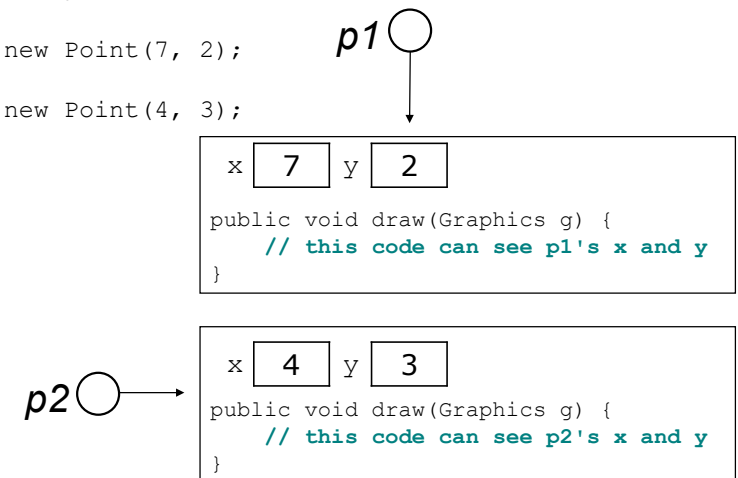 p1
new Point(7, 2);
new Point(4, 3);
x 7 y 2
public void draw(Graphics g) {
// this code can see p1's x and y
}
p2
x 4 y 3
public void draw(Graphics g) {
// this code can see p2's x and y
}